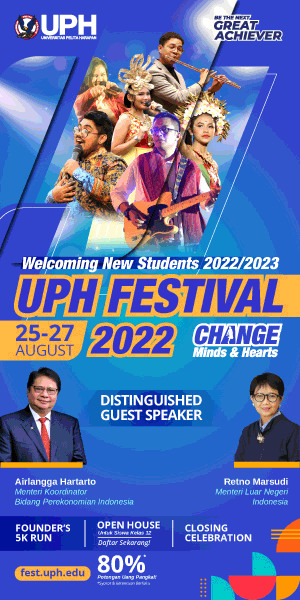 UPH
UNIVERSITAS PELITA HARAPAN
BE THE NEXT
GREAT
ACHIEVER
Welcoming New Students 2022/2023
UPH FESTIVAL
25-27
AUGUST
2022
CHANGE
Minds & Hearts
DISTINGUISHED
GUEST SPEAKER
Airlangga Hartarto
Menteri Koordinator
Bidang Perekonomian Indonesia
Retno Marsudi
Menteri Luar Negeri
Indonesia
FOUNDER'S
5K RUN
OPEN HOUSE
Untuk Siswa Kelas 12
Daftar Sekarang!
CLOSING
CELEBRATION
fest.uph.edu
80%*
Potongan Uang Pangkal!
*Syarat & Ketentuan Berlaku